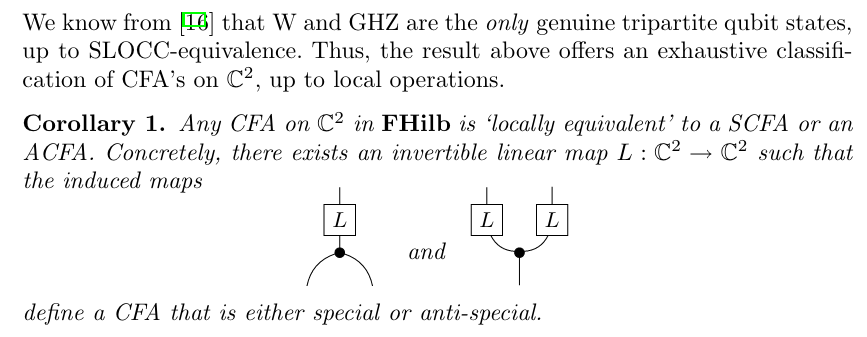 We know from [16] that W and GHZ are the only genuine tripartite qubit states,
up to SLOCC-equivalence. Thus, the result above offers an exhaustive classifi-
cation of CFA's on ℂ², up to local operations.
Corollary 1. Any CFA on ℂ² in FHilb is ‘locally equivalent’ to a SCFA or an
ACFA. Concretely, there exists an invertible linear map L : ℂ² → ℂ² such that
the induced maps
L L L
and
define a CFA that is either special or anti-special.